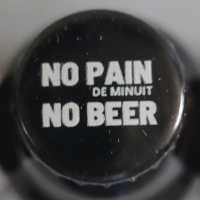 NO PAIN
DE MINUIT
NO BEER